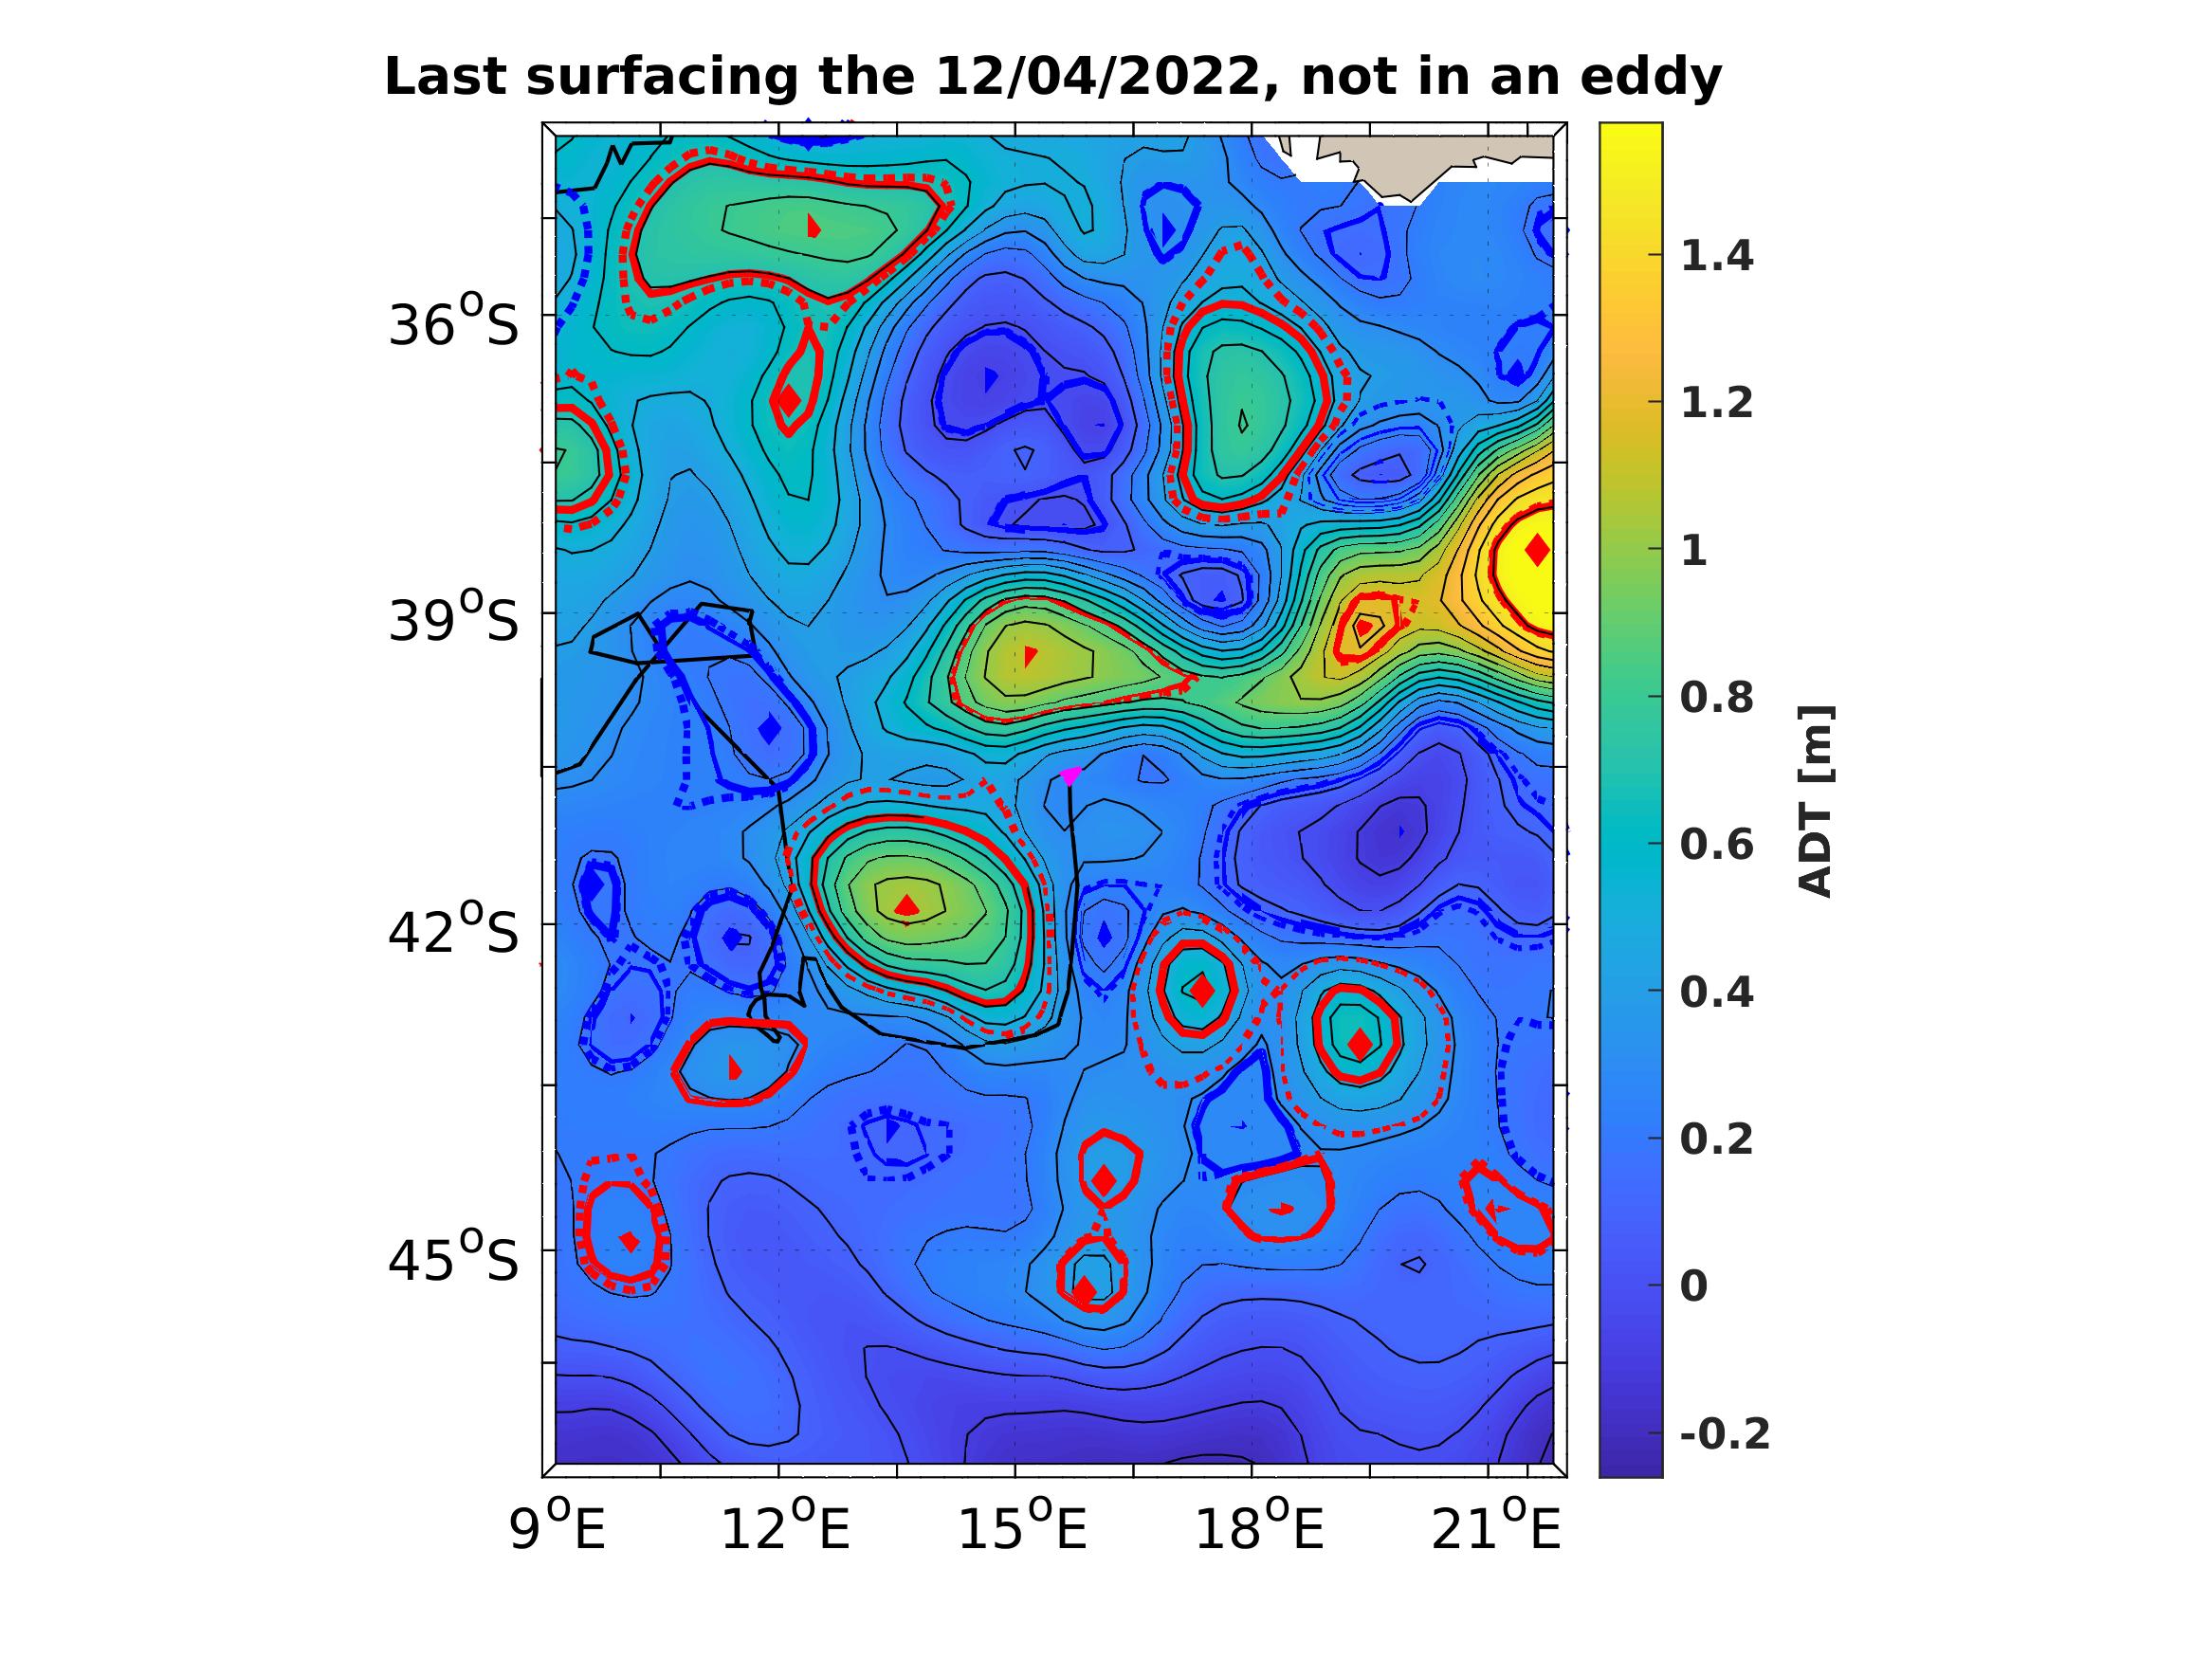 Last surfacing the 12/04/2022, not in an eddy
36°S
39°S
42°S
45°S
9°E 12°E 15°E 18°E 21°E
1.4
1.2
1
0.8
0.6
0.4
0.2
0
-0.2
ADT [m]